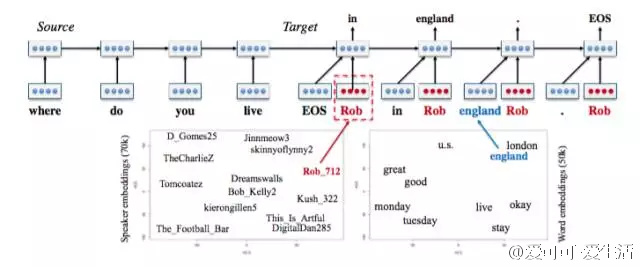 Source
Target
in
england
.
EOS
where
do
you
live
EOS
Rob
in
Rob
england
Rob
.
Rob
Speaker embeddings (70k)
D_Gomes25
Jinnmeow3
skinnyoflynny2
TheCharlieZ
Rob_712
Dreamswalls
Tomcoatez
Bob_Kelly2
Kush_322
kierongillen5
This_Is_Artful
The_Football_Bar
DigitalDan285
u.s.
london
england
great
good
monday
tuesday
live
okay
stay
Word embeddings (50k)
@爱可可-爱生活